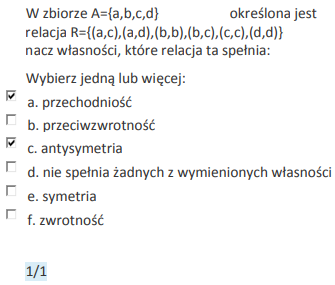 W zbiorze A={a,b,c,d} określona jest
relacja R={(a,c),(a,d),(b,b),(b,c),(c,c),(d,d)}
nacz własności, które relacja ta spełnia:
Wybierz jedną lub więcej:
a. przechodniość
b. przeciwzwrotność
c. antysymetria
d. nie spełnia żadnych z wymienionych własności
e. symetria
f. zwrotność
1/1